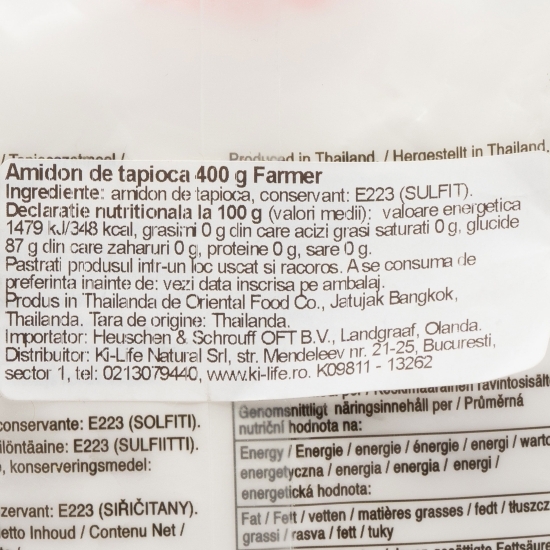 Produced in Thailand. / Hergestellt in Thailand.
Amidon de tapioca 400 g Farmer
Ingrediente: amidon de tapioca, conservant: E223 (SULFIT).
Declaratie nutritionala la 100 g (valori medii): valoare energetica
1479 kJ/348 kcal, grasimi 0 g din care acizi grasi saturati 0 g, glucide
87 g din care zaharuri 0 g, proteine 0 g, sare 0 g.
Pastrati produsul intr-un loc uscat si racoros. A se consuma de
preferinta inainte de: vezi data inscrisa pe ambalaj.
Produs in Thailanda de Oriental Food Co., Jatujak Bangkok,
Thailanda. Tara de origine: Thailanda.
Importator: Heuschen & Schrouff OFT B.V., Landgraaf, Olanda.
Distribuitor: Ki-Life Natural Srl, str. Mendeleev nr. 21-25, Bucuresti,
sector 1, tel: 0213079440, www.ki-life.ro. K09811 - 13262
conservante: E223 (SOLFITI).
ilöntäaine: E223 (SULFIITTI).
, konserveringsmedel:
zervant: E223 (SIŘIČITANY).
etto Inhoud / Contenu Net /
Genomsnittligt näringsinnehåll per / Průměrná
nutriční hodnota na:
Energy / Energie / energie / énergie / energi / warto
energetyczna / energia / energia / energi /
energetická hodnota:
Fat / Fett / vetten / matières grasses / fedt / tłuszcz
grassi / rasva / fett / tuky